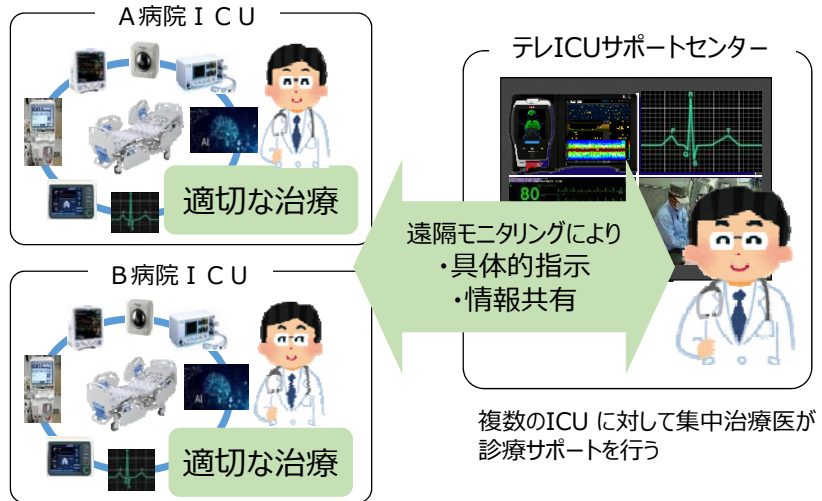 A病院ＩＣＵ
AI
適切な治療
B病院ＩＣＵ
AI
適切な治療
遠隔モニタリングにより
・具体的指示
・情報共有
テレICUサポートセンター
R
P
T
Q
S
80
複数のICU に対して集中治療医が
診療サポートを行う